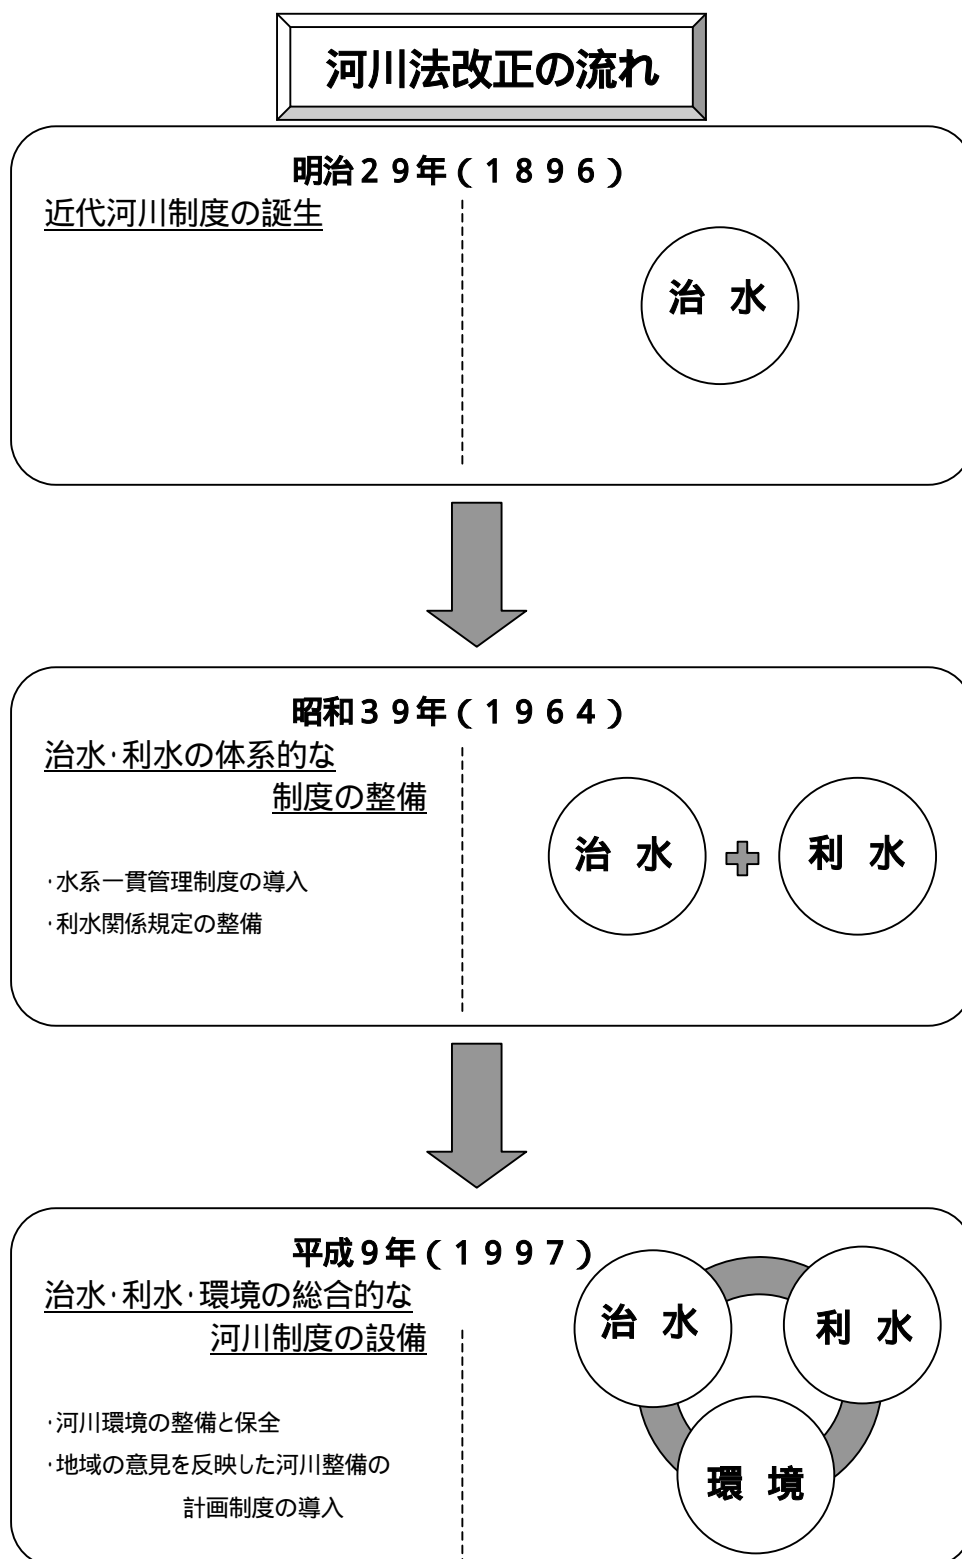 河川法改正の流れ
明治２９年(１８９６)
近代河川制度の誕生
治 水
昭和３９年(１９６４)
治水･利水の体系的な
制度の整備
･水系一貫管理制度の導入
･利水関係規定の整備
治 水
利 水
平成９年(１９９７)
治水･利水･環境の総合的な
河川制度の設備
･河川環境の整備と保全
･地域の意見を反映した河川整備の
計画制度の導入
治 水
利 水
環 境